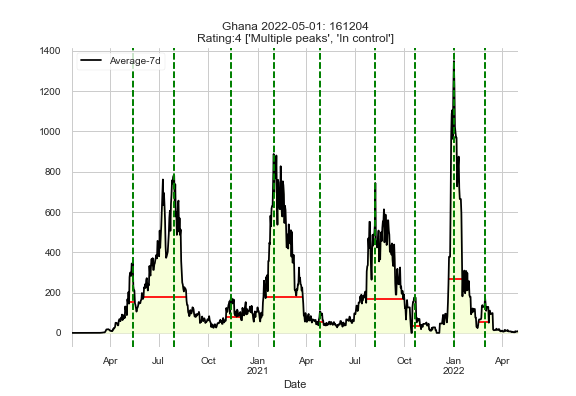 Ghana 2022-05-01: 161204
Rating:4 ['Multiple peaks', 'In control']
1400
Average-7d
1200
1000
800
600
400
200
0
Apr Jul Oct Jan Apr Jul Oct Jan Apr
2021 2022
Date